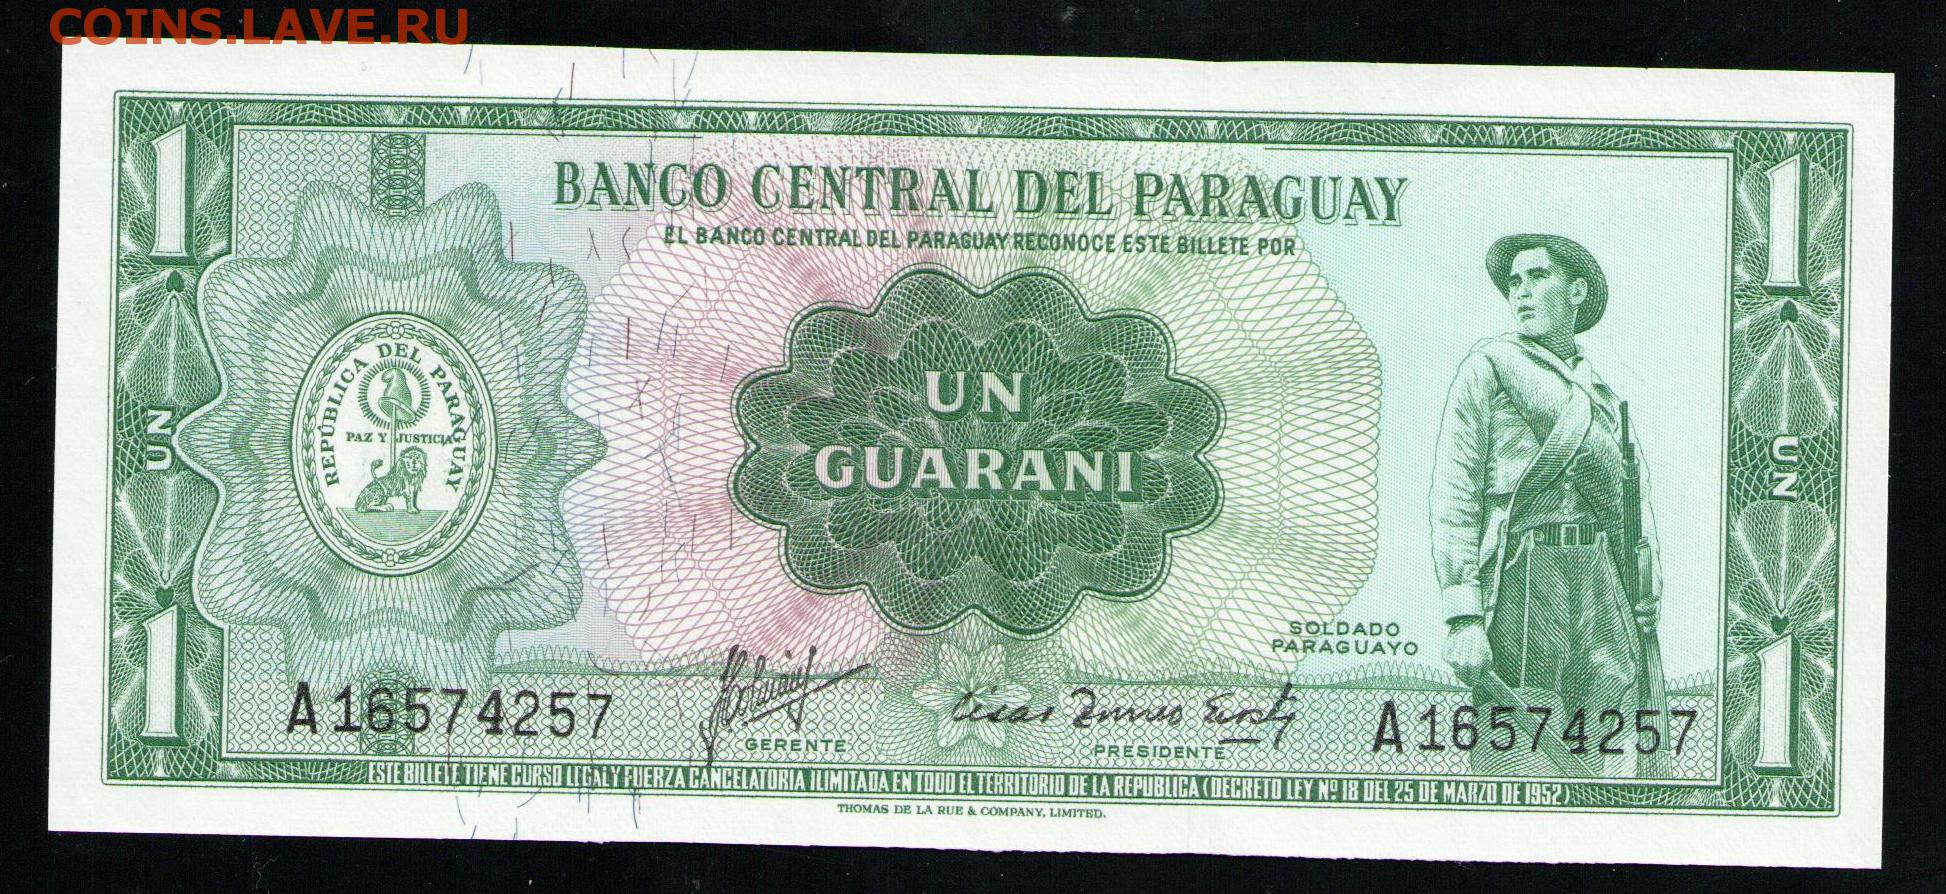 COINS.LAVE.RU
1
1
BANCO CENTRAL DEL PARAGUAY
EL BANCO CENTRAL DEL PARAGUAY RECONOCE ESTE BILLETE POR
REPÚBLICA DEL PARAGUAY
PAZ Y JUSTICIA
UN
UN
GUARANI
UN
SOLDADO
PARAGUAYO
1
1
A16574257
GERENTE
PRESIDENTE
A16574257
ESTE BILLETE TIENE CURSO LEGAL Y FUERZA CANCELATORIA ILIMITADA EN TODO EL TERRITORIO DE LA REPUBLICA (DECRETO LEY Nº 18 DEL 25 DE MARZO DE 1952)
THOMAS DE LA RUE & COMPANY, LIMITED.